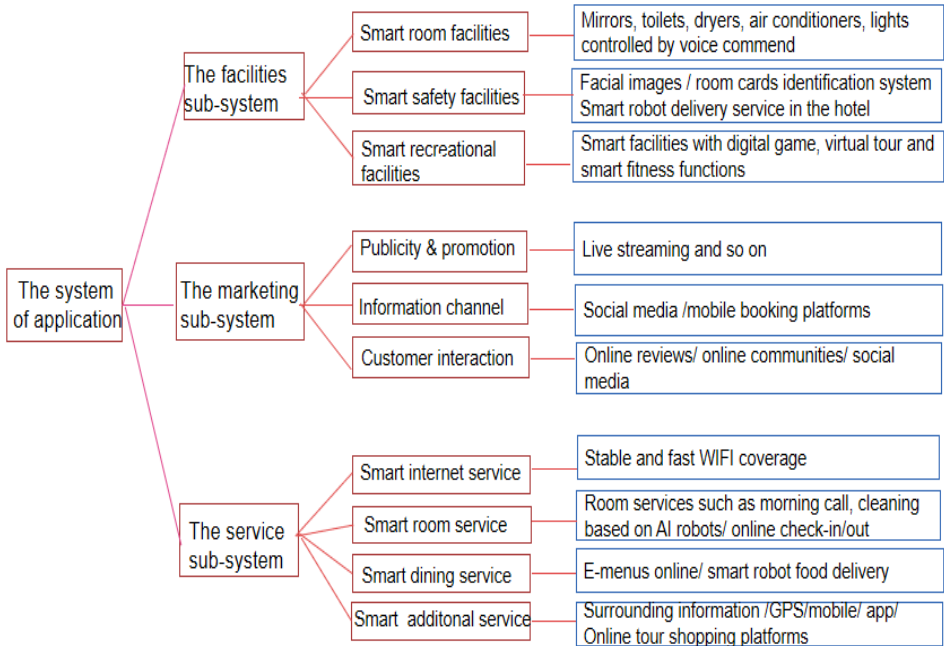 The system
of application
The facilities
sub-system
Smart room facilities
Mirrors, toilets, dryers, air conditioners, lights
controlled by voice commend
Smart safety facilities
Facial images / room cards identification system
Smart robot delivery service in the hotel
Smart recreational
facilities
Smart facilities with digital game, virtual tour and
smart fitness functions
The marketing
sub-system
Publicity & promotion
Live streaming and so on
Information channel
Social media /mobile booking platforms
Customer interaction
Online reviews/ online communities/ social
media
The service
sub-system
Smart internet service
Stable and fast WIFI coverage
Smart room service
Room services such as morning call, cleaning
based on AI robots/ online check-in/out
Smart dining service
E-menus online/ smart robot food delivery
Smart additonal service
Surrounding information /GPS/mobile/ app/
Online tour shopping platforms